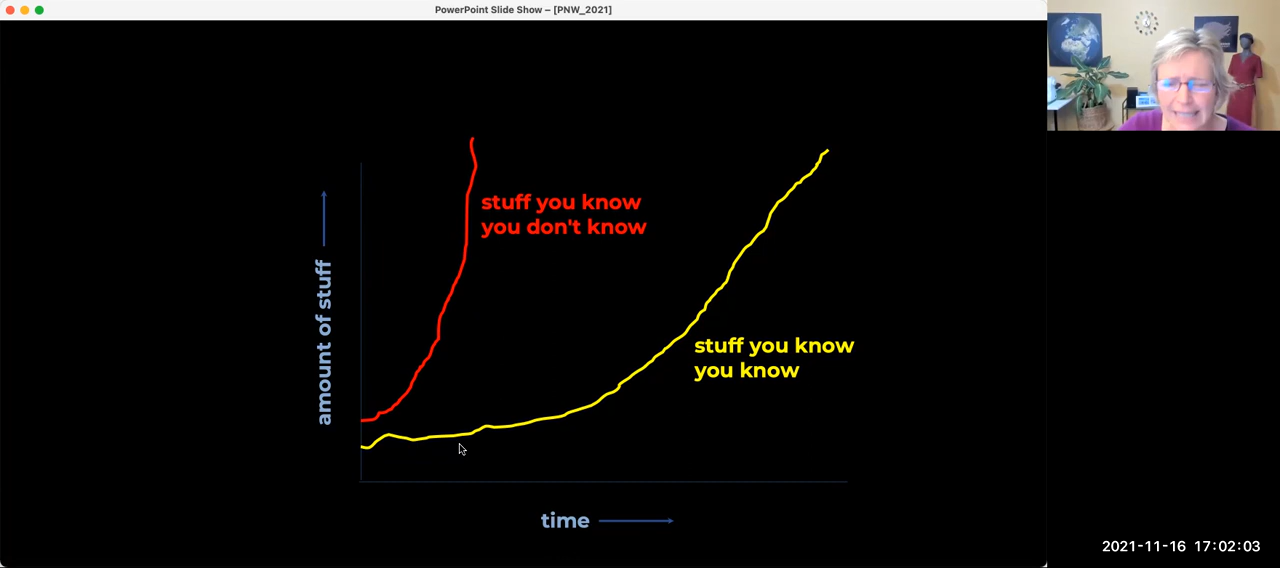 PowerPoint Slide Show – [PNW_2021]
stuff you know
you don't know
amount of stuff
stuff you know
you know
time
2021-11-16 17:02:03